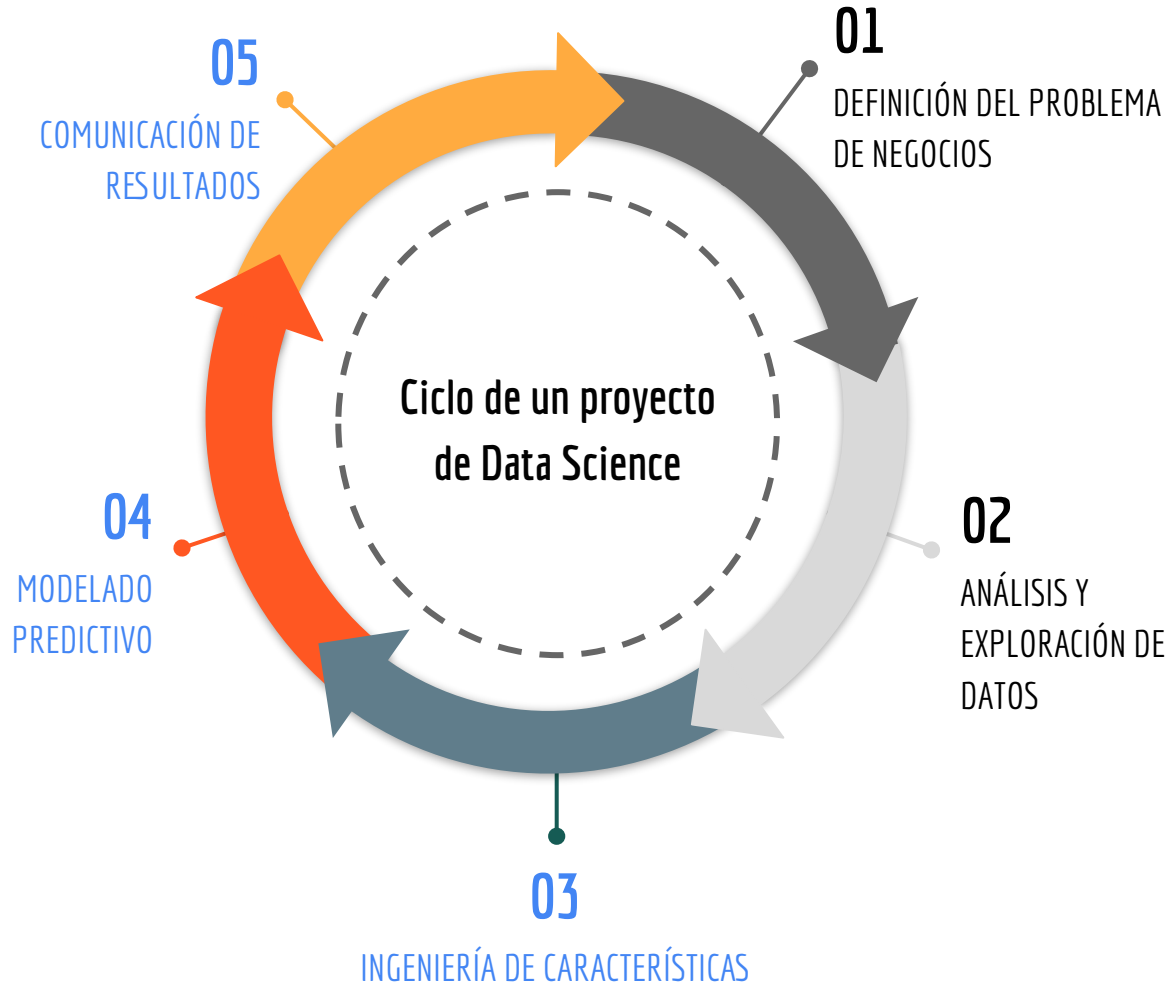 01
DEFINICIÓN DEL PROBLEMA
DE NEGOCIOS
02
ANÁLISIS Y
EXPLORACIÓN DE
DATOS
03
INGENIERÍA DE CARACTERÍSTICAS
04
MODELADO
PREDICTIVO
05
COMUNICACIÓN DE
RESULTADOS
Ciclo de un proyecto
de Data Science